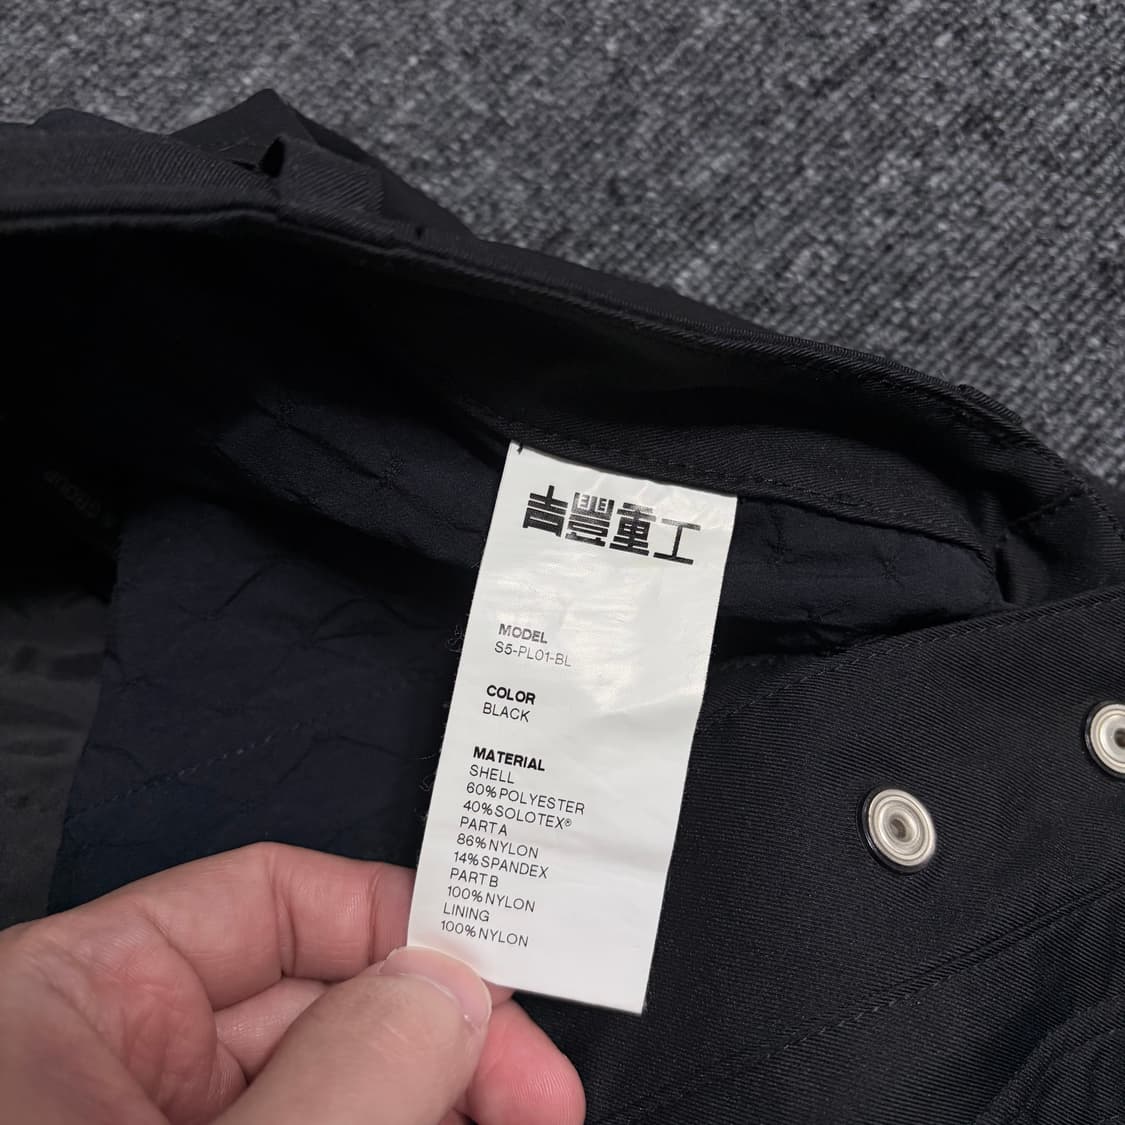 吉豐重工
MODEL
S5-PL01-BL
COLOR
BLACK
MATERIAL
SHELL
60%POLYESTER
40%SOLOTEX®
PART A
86%NYLON
14%SPANDEX
PART B
100%NYLON
LINING
100%NYLON